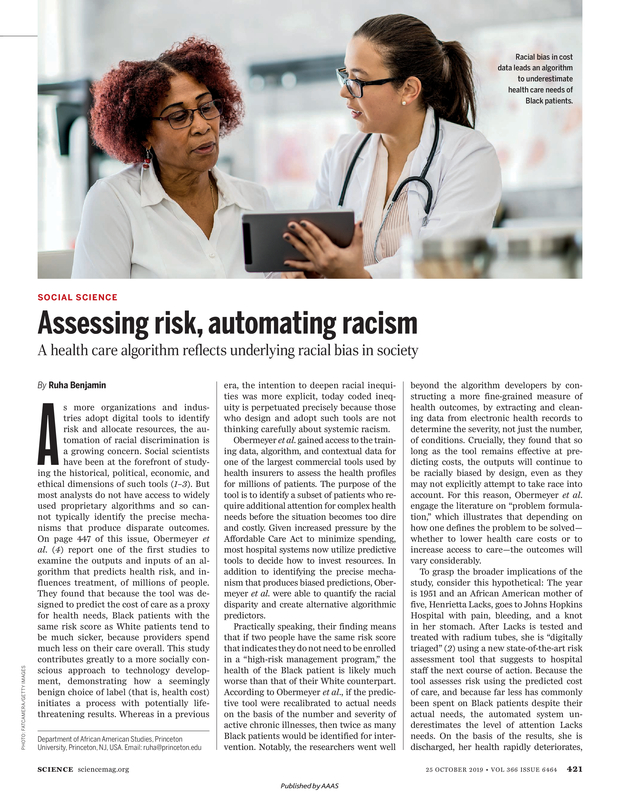 Racial bias in cost
data leads an algorithm
to underestimate
health care needs of
Black patients.
SOCIAL SCIENCE
Assessing risk, automating racism
A health care algorithm reflects underlying racial bias in society
By Ruha Benjamin
As more organizations and indus-
tries adopt digital tools to identify
risk and allocate resources, the au-
tomation of racial discrimination is
a growing concern. Social scientists
have been at the forefront of study-
ing the historical, political, economic, and
ethical dimensions of such tools (1–3). But
most analysts do not have access to widely
used proprietary algorithms and so can-
not typically identify the precise mecha-
nisms that produce disparate outcomes.
On page 447 of this issue, Obermeyer et
al. (4) report one of the first studies to
examine the outputs and inputs of an al-
gorithm that predicts health risk, and in-
fluences treatment, of millions of people.
They found that because the tool was de-
signed to predict the cost of care as a proxy
for health needs, Black patients with the
same risk score as White patients tend to
be much sicker, because providers spend
much less on their care overall. This study
contributes greatly to a more socially con-
scious approach to technology develop-
ment, demonstrating how a seemingly
benign choice of label (that is, health cost)
initiates a process with potentially life-
threatening results. Whereas in a previous
Department of African American Studies, Princeton
University, Princeton, NJ, USA. Email: ruha@princeton.edu
era, the intention to deepen racial inequi-
ties was more explicit, today coded ineq-
uity is perpetuated precisely because those
who design and adopt such tools are not
thinking carefully about systemic racism.
Obermeyer et al. gained access to the train-
ing data, algorithm, and contextual data for
one of the largest commercial tools used by
health insurers to assess the health profiles
for millions of patients. The purpose of the
tool is to identify a subset of patients who re-
quire additional attention for complex health
needs before the situation becomes too dire
and costly. Given increased pressure by the
Affordable Care Act to minimize spending,
most hospital systems now utilize predictive
tools to decide how to invest resources. In
addition to identifying the precise mecha-
nism that produces biased predictions, Ober-
meyer et al. were able to quantify the racial
disparity and create alternative algorithmic
predictors.
Practically speaking, their finding means
that if two people have the same risk score
that indicates they do not need to be enrolled
in a “high-risk management program,” the
health of the Black patient is likely much
worse than that of their White counterpart.
According to Obermeyer et al., if the predic-
tive tool were recalibrated to actual needs
on the basis of the number and severity of
active chronic illnesses, then twice as many
Black patients would be identified for inter-
vention. Notably, the researchers went well
beyond the algorithm developers by con-
structing a more fine-grained measure of
health outcomes, by extracting and clean-
ing data from electronic health records to
determine the severity, not just the number,
of conditions. Crucially, they found that so
long as the tool remains effective at pre-
dicting costs, the outputs will continue to
be racially biased by design, even as they
may not explicitly attempt to take race into
account. For this reason, Obermeyer et al.
engage the literature on “problem formula-
tion,” which illustrates that depending on
how one defines the problem to be solved—
whether to lower health care costs or to
increase access to care—the outcomes will
vary considerably.
To grasp the broader implications of the
study, consider this hypothetical: The year
is 1951 and an African American mother of
five, Henrietta Lacks, goes to Johns Hopkins
Hospital with pain, bleeding, and a knot
in her stomach. After Lacks is tested and
treated with radium tubes, she is “digitally
triaged” (2) using a new state-of-the-art risk
assessment tool that suggests to hospital
staff the next course of action. Because the
tool assesses risk using the predicted cost
of care, and because far less has commonly
been spent on Black patients despite their
actual needs, the automated system un-
derestimates the level of attention Lacks
needs. On the basis of the results, she is
discharged, her health rapidly deteriorates,
PHOTO: FATCAMERA/GETTY IMAGES
SCIENCE sciencemag.org
25 OCTOBER 2019 • VOL 366 ISSUE 6464 421
Published by AAAS